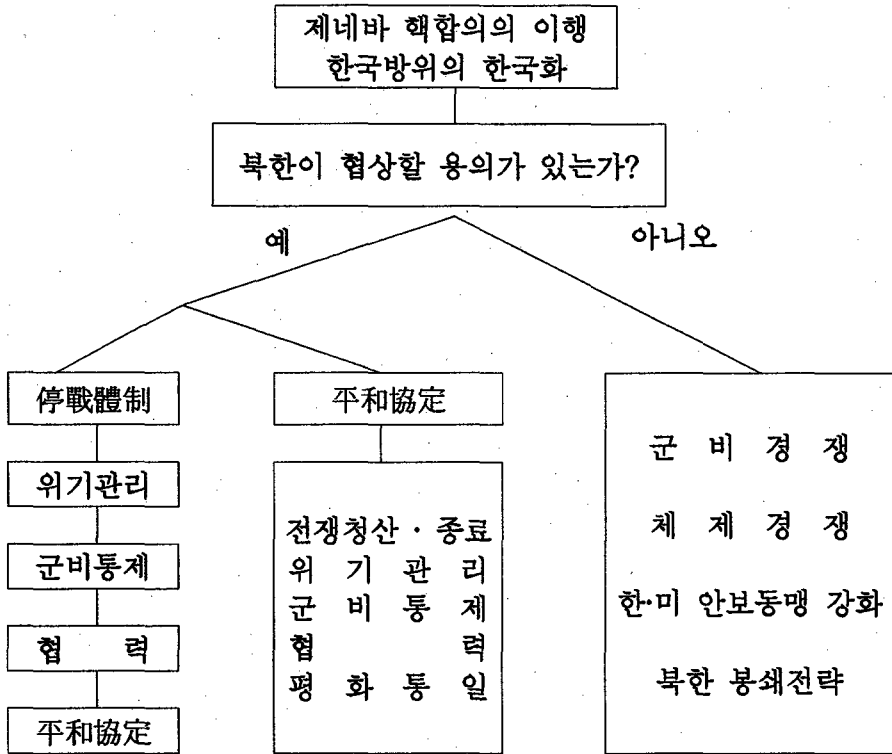 제네바 핵합의의 이행
한국방위의 한국화
북한이 협상할 용의가 있는가?
예
아니오
停戰體制
위기관리
군비통제
협 력
平和協定
平和協定
전쟁청산 · 종료
위 기 관 리
군 비 통 제
협 력
평 화 통 일
군 비 경 쟁
체 제 경 쟁
한·미 안보동맹 강화
북한 봉쇄전략